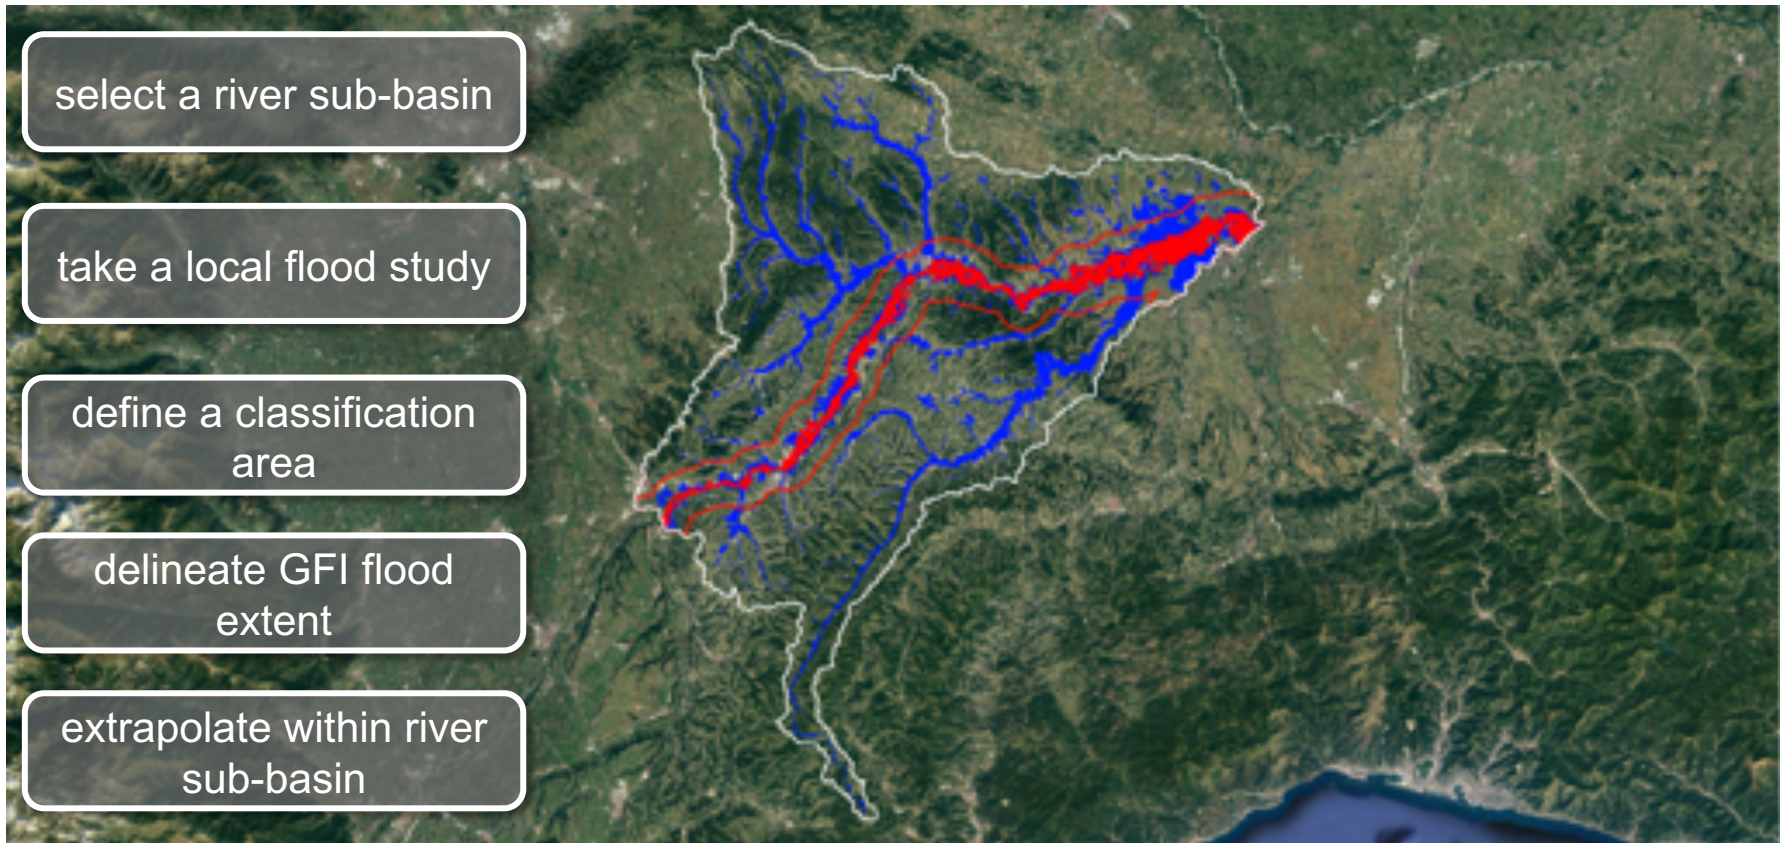 select a river sub-basin
take a local flood study
define a classification
area
delineate GFI flood
extent
extrapolate within river
sub-basin